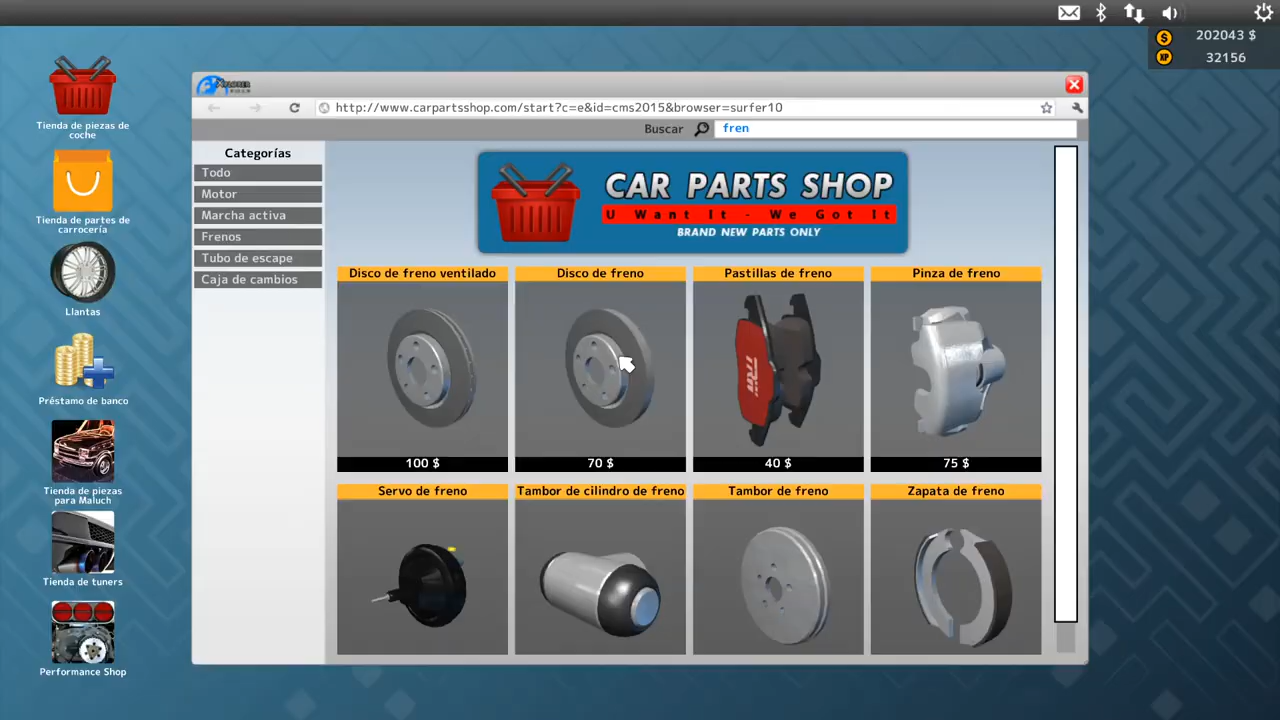 202043 $
32156
XPLORER
http://www.carpartsshop.com/start?c=e&id=cms2015&browser=surfer10
Buscar
fren
Tienda de piezas de
coche
Tienda de partes de
carrocería
Llantas
Préstamo de banco
Tienda de piezas
para Maluch
Tienda de tuners
Performance Shop
Categorías
Todo
Motor
Marcha activa
Frenos
Tubo de escape
Caja de cambios
CAR PARTS SHOP
U Want It - We Got It
BRAND NEW PARTS ONLY
Disco de freno ventilado
100 $
Disco de freno
70 $
Pastillas de freno
TRW
40 $
Pinza de freno
75 $
Servo de freno
Tambor de cilindro de freno
Tambor de freno
Zapata de freno